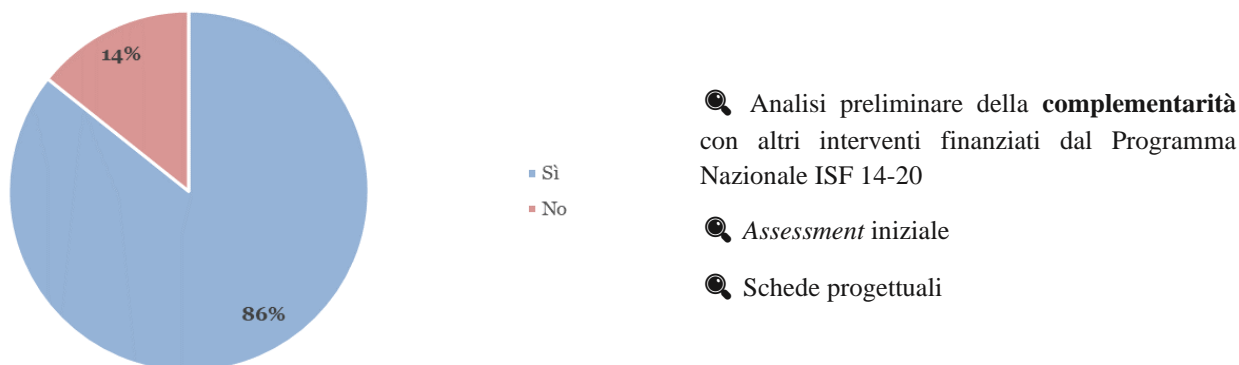 14%
86%
Sì
No
Analisi preliminare della complementarità
con altri interventi finanziati dal Programma
Nazionale ISF 14-20
Assessment iniziale
Schede progettuali